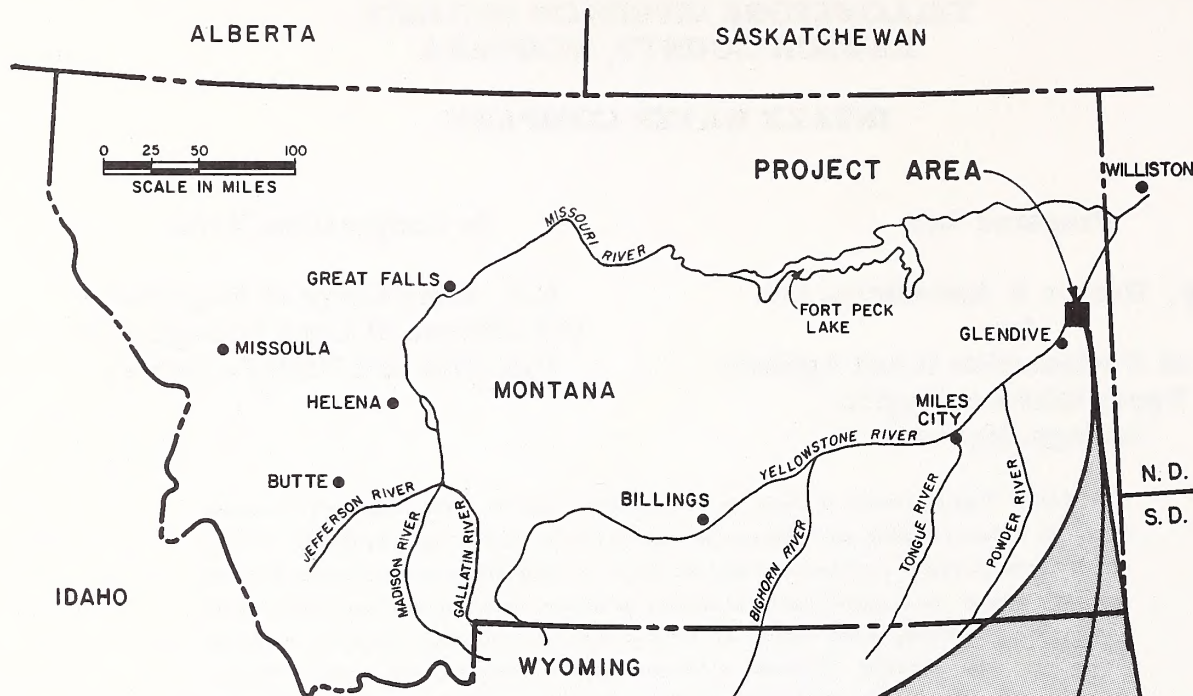 ALBERTA
SASKATCHEWAN
0 25 50 100
SCALE IN MILES
PROJECT AREA
WILLISTON
MISSOURI RIVER
GREAT FALLS
FORT PECK
LAKE
GLENDIVE
MISSOULA
MONTANA
HELENA
MILES
CITY
YELLOWSTONE RIVER
BUTTE
JEFFERSON RIVER
BILLINGS
N. D.
S. D.
MADISON RIVER
GALLATIN RIVER
BIGHORN RIVER
TONGUE RIVER
POWDER RIVER
IDAHO
WYOMING